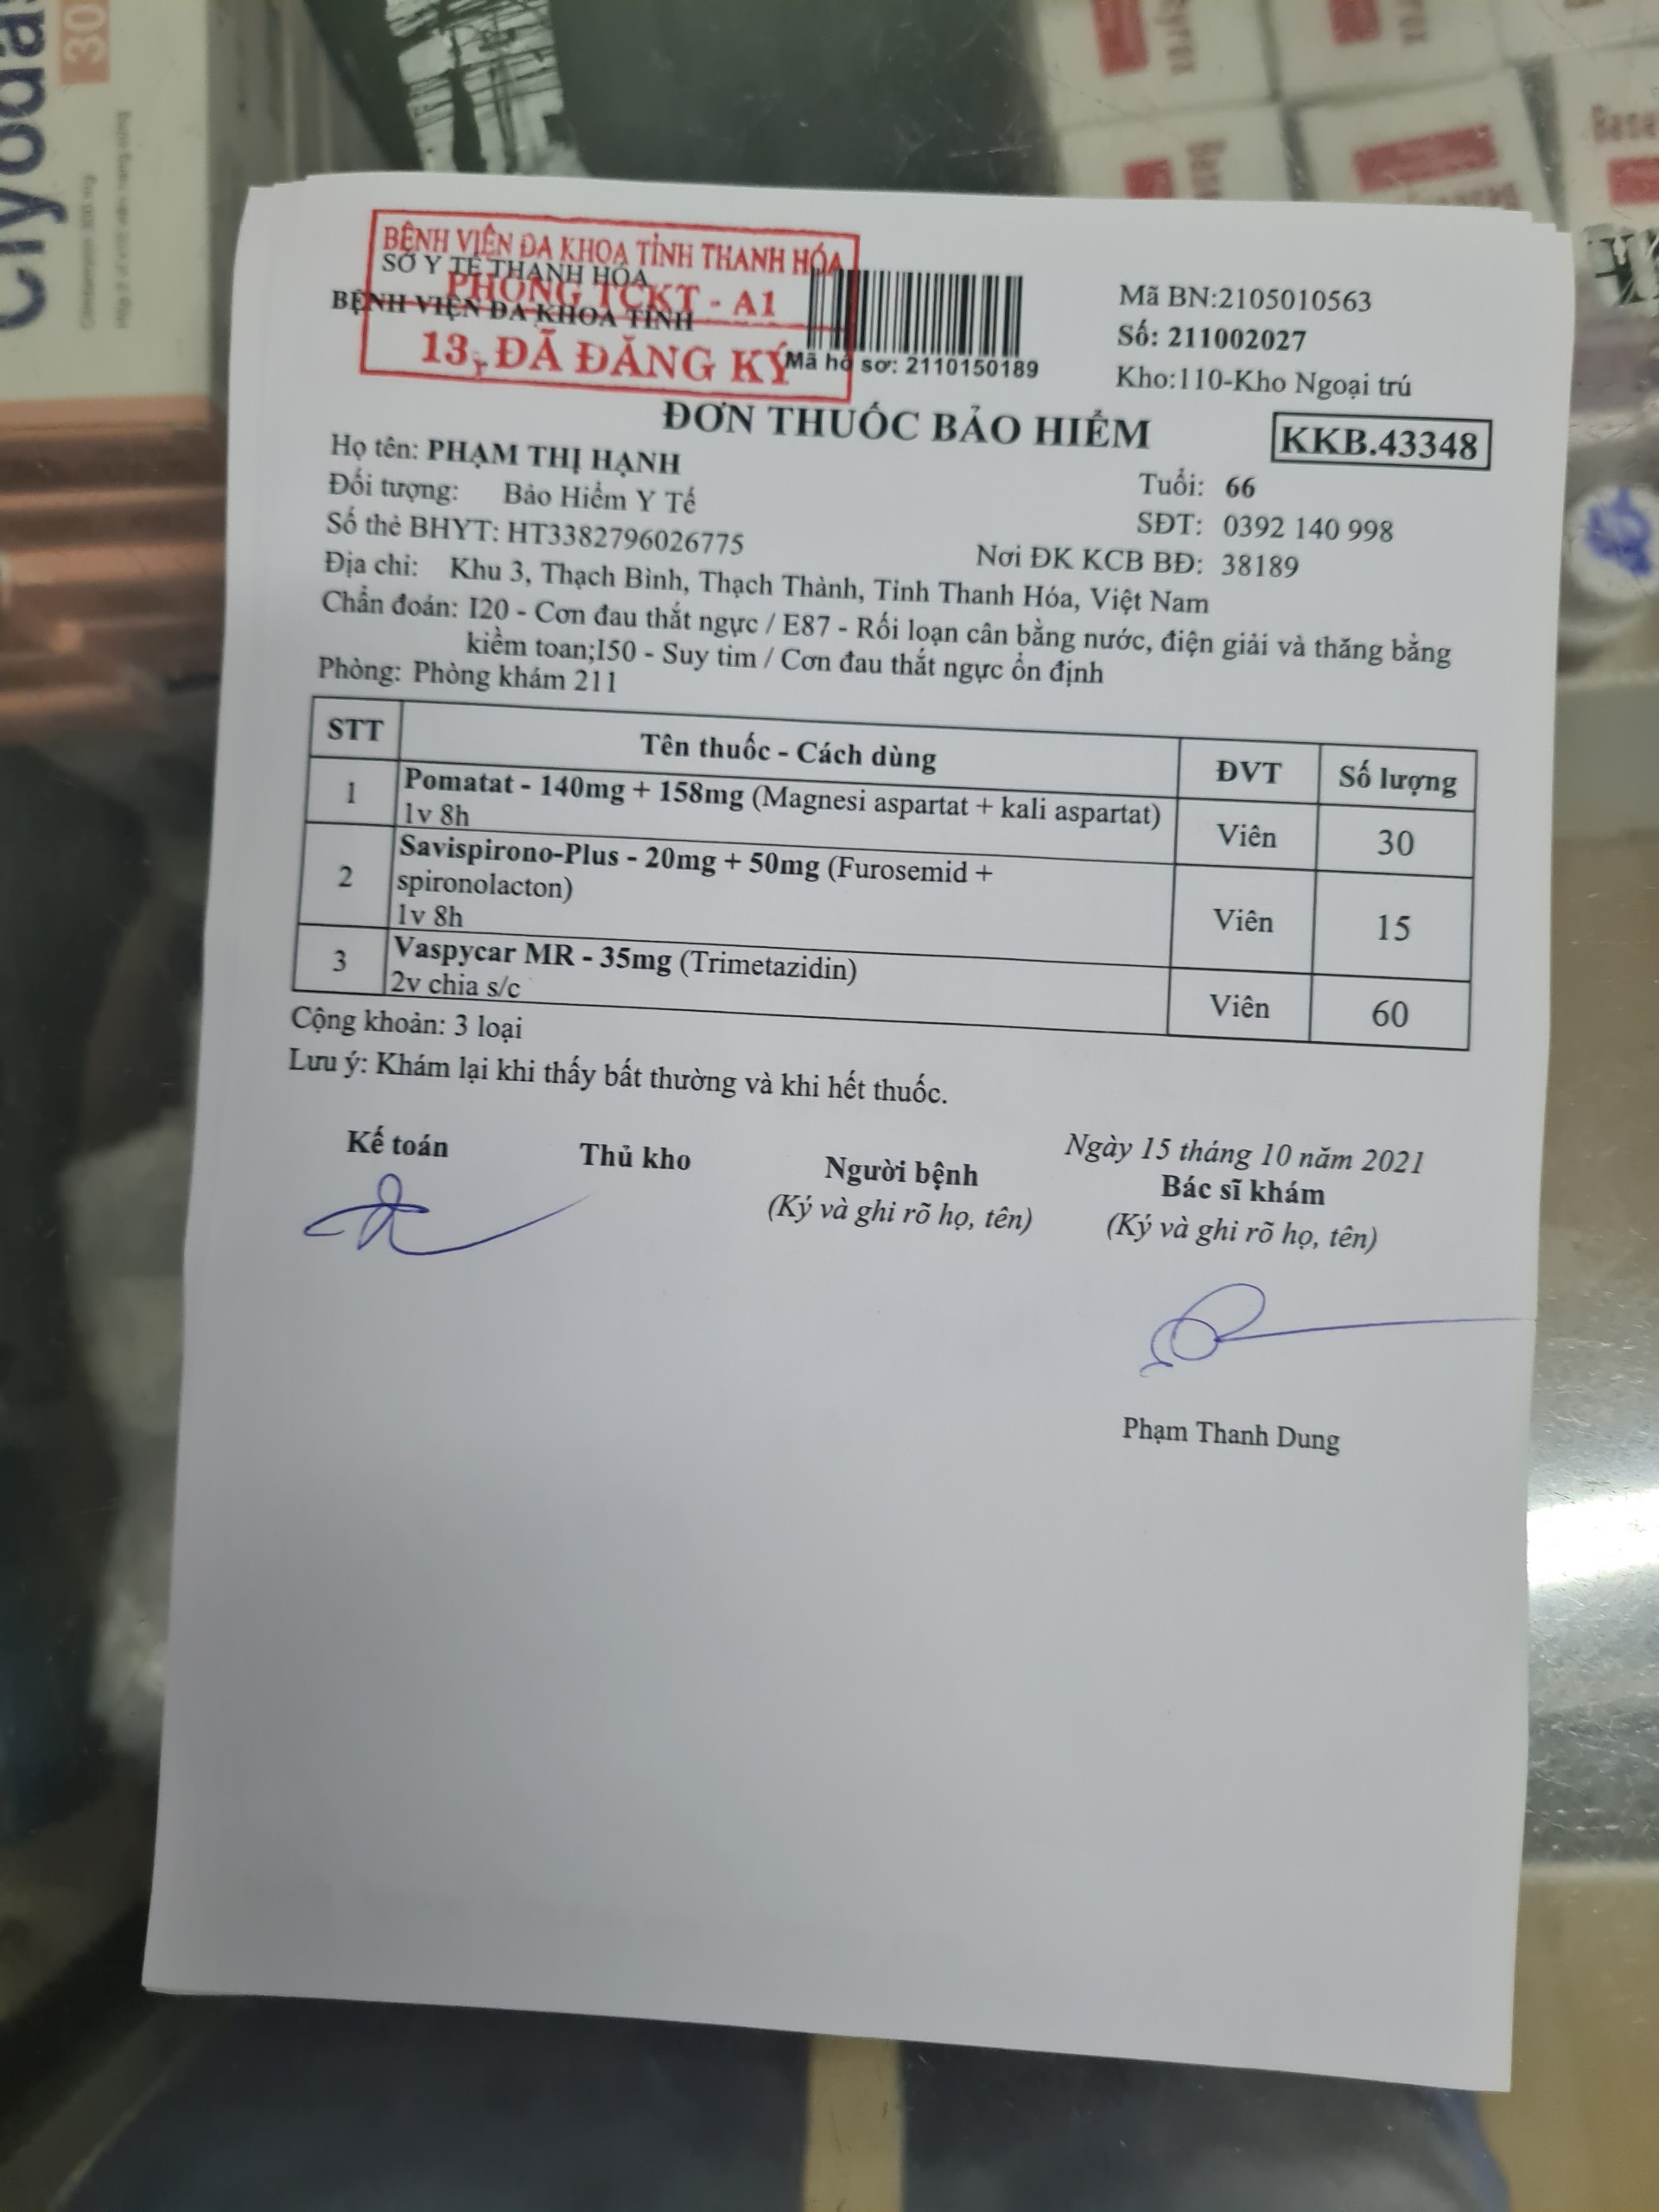 Clyodas
30
BỆNH VIỆN ĐA KHOA TỈNH THANH HÓA
PHÒNG TCKT - A1
13, ĐÃ ĐĂNG KÝ
SỞ Y TẾ THANH HÓA
BỆNH VIỆN ĐA KHOA TỈNH
Mã hồ sơ: 2110150189
Mã BN:2105010563
Số: 211002027
Kho:110-Kho Ngoại trú
ĐƠN THUỐC BẢO HIỂM
KKB.43348
Họ tên: PHẠM THỊ HẠNH
Tuổi: 66
Đối tượng: Bảo Hiểm Y Tế
SĐT: 0392 140 998
Số thẻ BHYT: HT3382796026775
Nơi ĐK KCB BĐ: 38189
Địa chỉ: Khu 3, Thạch Bình, Thạch Thành, Tỉnh Thanh Hóa, Việt Nam
Chẩn đoán: I20 - Cơn đau thắt ngực / E87 - Rối loạn cân bằng nước, điện giải và thăng bằng
kiềm toan;I50 - Suy tim / Cơn đau thắt ngực ổn định
Phòng: Phòng khám 211
STT Tên thuốc - Cách dùng ĐVT Số lượng
1 Pomatat - 140mg + 158mg (Magnesi aspartat + kali aspartat) Viên 30
1v 8h
2 Savispirono-Plus - 20mg + 50mg (Furosemid +
spironolacton) Viên 15
1v 8h
3 Vaspycar MR - 35mg (Trimetazidin) Viên 60
2v chia s/c
Cộng khoản: 3 loại
Lưu ý: Khám lại khi thấy bất thường và khi hết thuốc.
Ngày 15 tháng 10 năm 2021
Kế toán Thủ kho Người bệnh Bác sĩ khám
(Ký và ghi rõ họ, tên) (Ký và ghi rõ họ, tên)
Phạm Thanh Dung